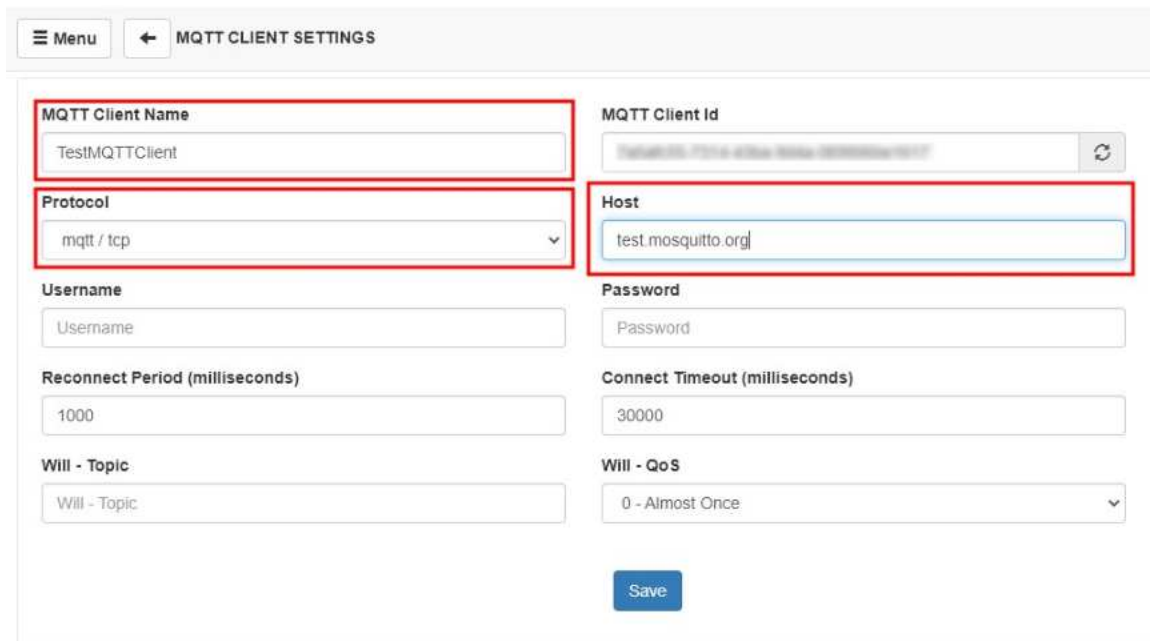 Menu MQTT CLIENT SETTINGS
MQTT Client Name MQTT Client Id
TestMQTTClient
Protocol Host
mqtt / tcp test.mosquitto.org
Username Password
Username Password
Reconnect Period (milliseconds) Connect Timeout (milliseconds)
1000 30000
Will - Topic Will - QoS
Will - Topic 0 - Almost Once
Save